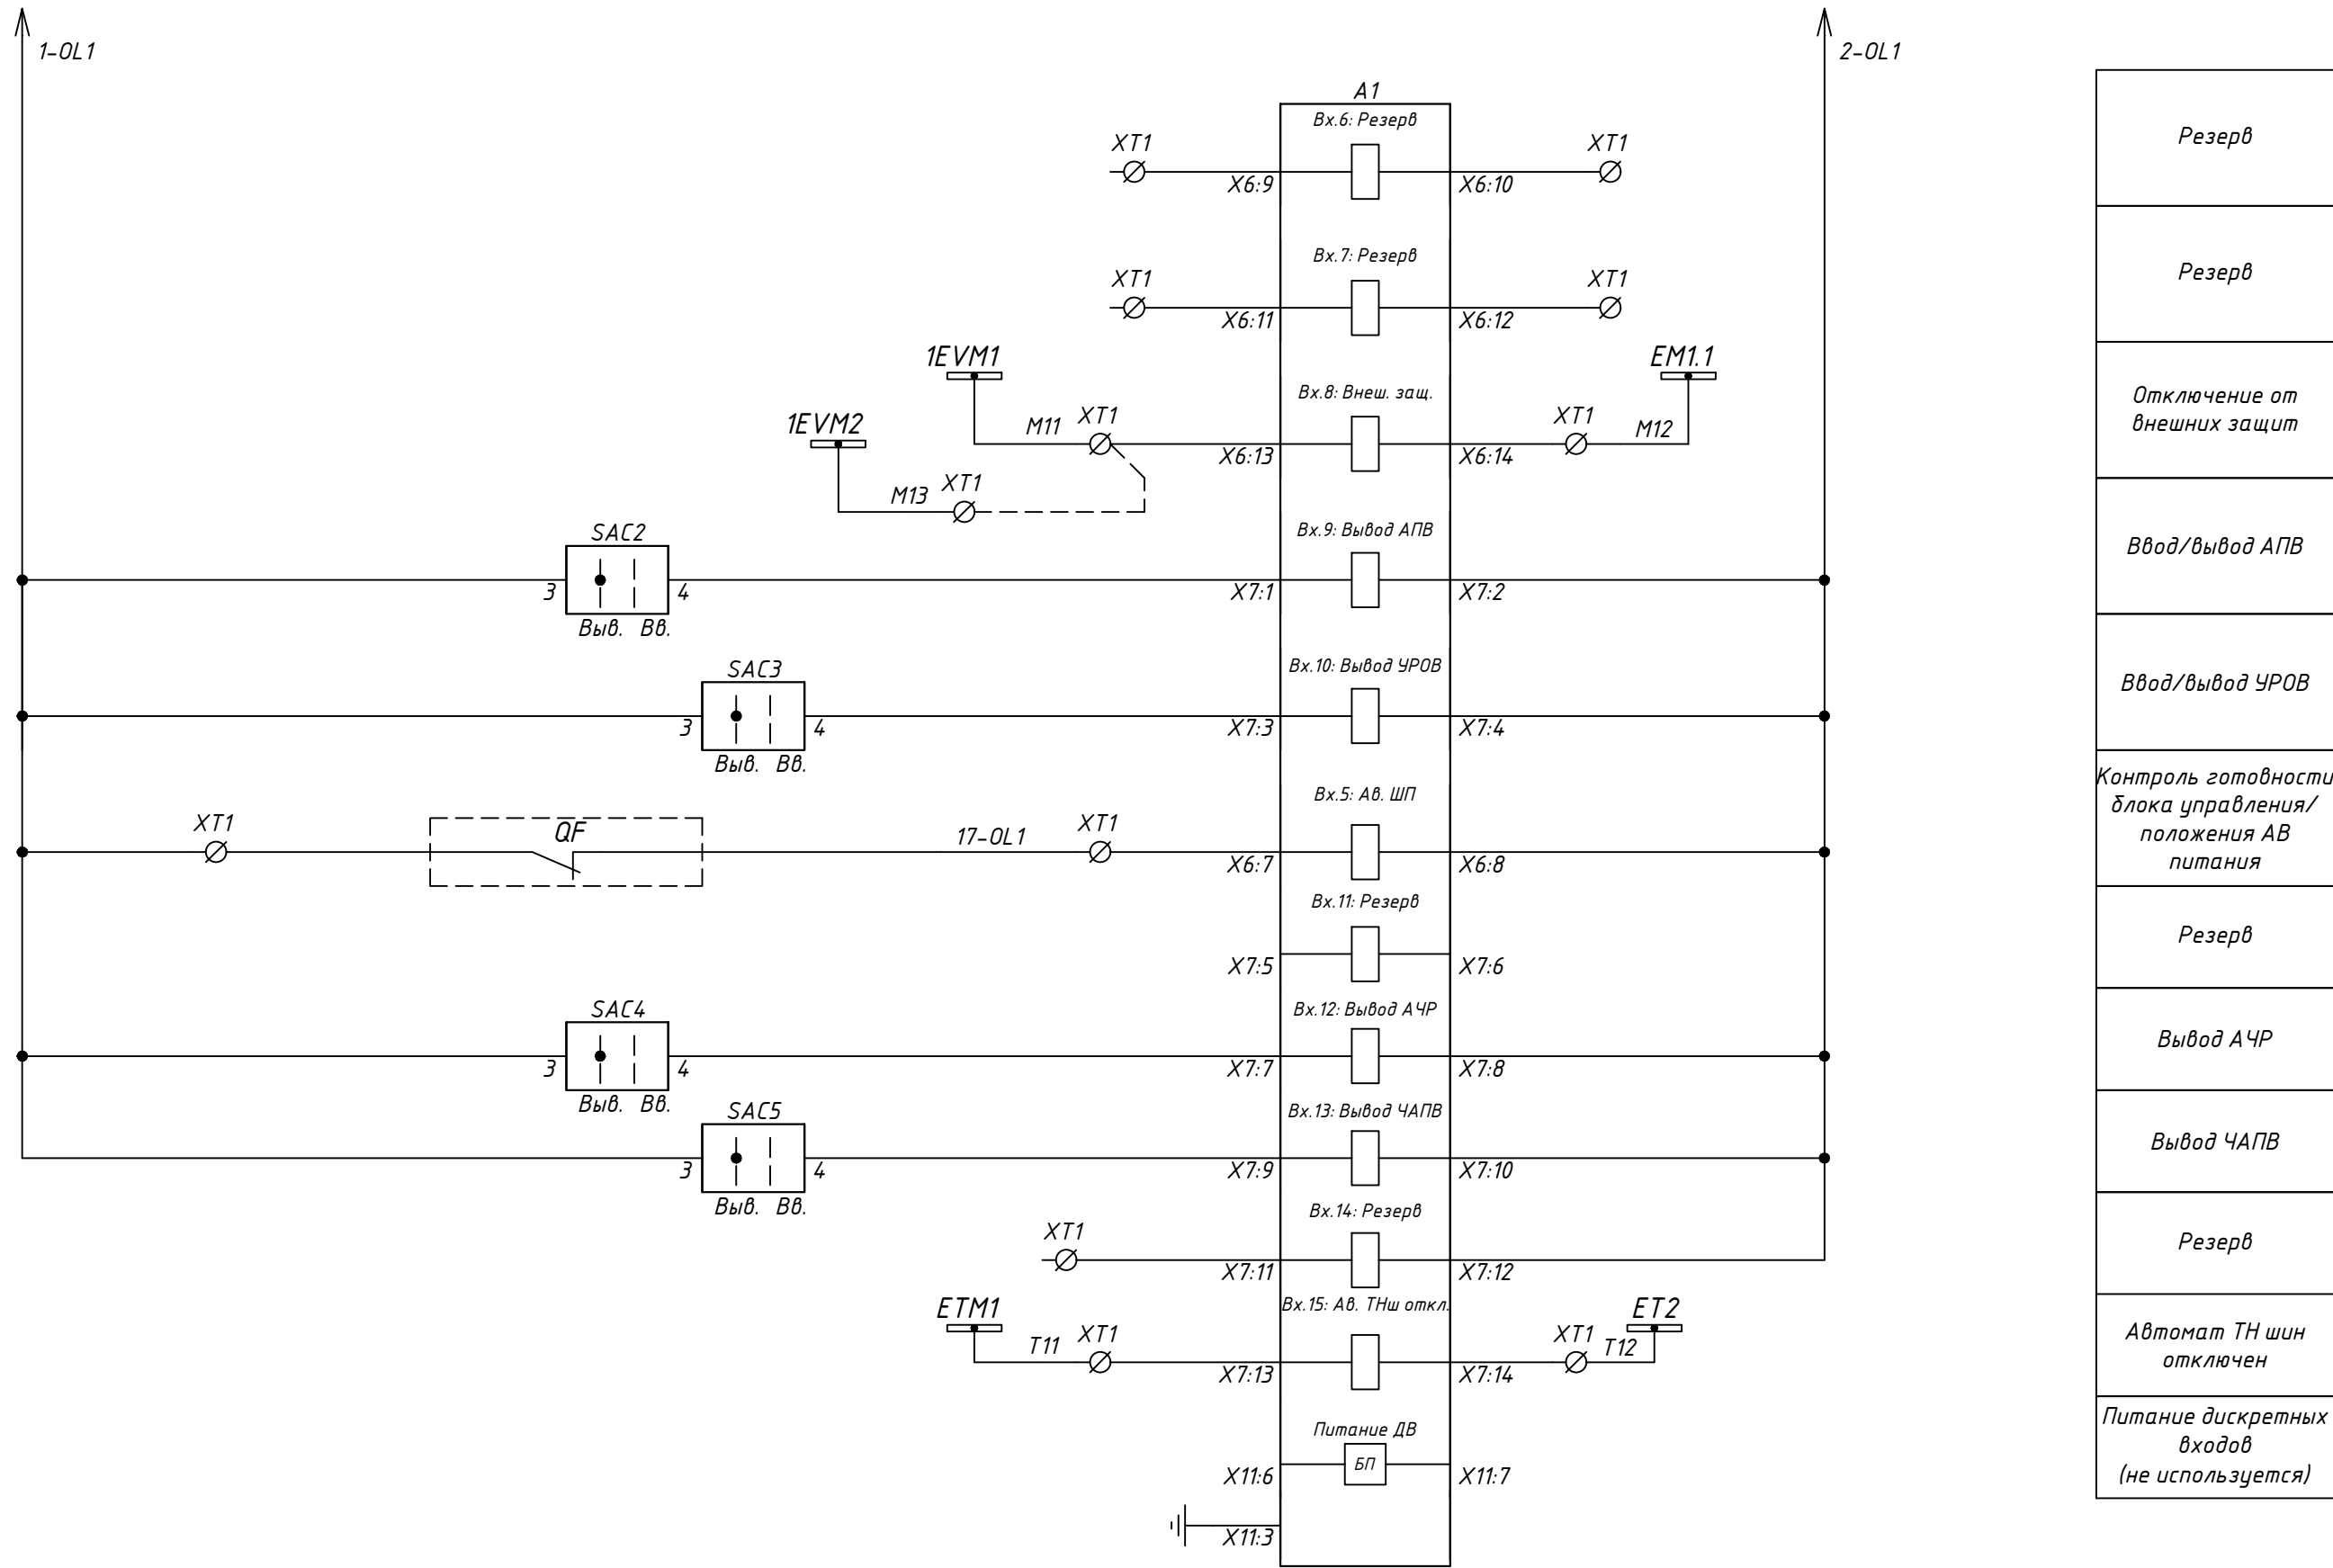 1-OL1
2-OL1
A1
Вх.6: Резерв
XT1
XT1
X6:9
X6:10
Резерв
Вх.7: Резерв
XT1
XT1
X6:11
X6:12
Резерв
1EVM1
EM1.1
Вх.8: Внеш. защ.
1EVM2
M11
XT1
XT1
M12
X6:13
X6:14
M13
XT1
Отключение от
внешних защит
SAC2
Вх.9: Вывод АПВ
3
4
X7:1
X7:2
Выв.
Вв.
Ввод/вывод АПВ
SAC3
Вх.10: Вывод УРОВ
3
4
X7:3
X7:4
Выв.
Вв.
Ввод/вывод УРОВ
Вх.5: Ав. ШП
XT1
QF
17-OL1
XT1
X6:7
X6:8
Контроль готовности
блока управления/
положения АВ
питания
Вх.11: Резерв
X7:5
X7:6
Резерв
SAC4
Вх.12: Вывод АЧР
3
4
X7:7
X7:8
Выв.
Вв.
Вывод АЧР
SAC5
Вх.13: Вывод ЧАПВ
3
4
X7:9
X7:10
Выв.
Вв.
Вывод ЧАПВ
Вх.14: Резерв
XT1
X7:11
X7:12
Резерв
ETM1
Вх.15: Ав. ТНш откл.
ET2
T11
XT1
XT1
T12
X7:13
X7:14
Автомат ТН шин
отключен
Питание ДВ
БП
X11:6
X11:7
X11:3
Питание дискретных
входов
(не используется)